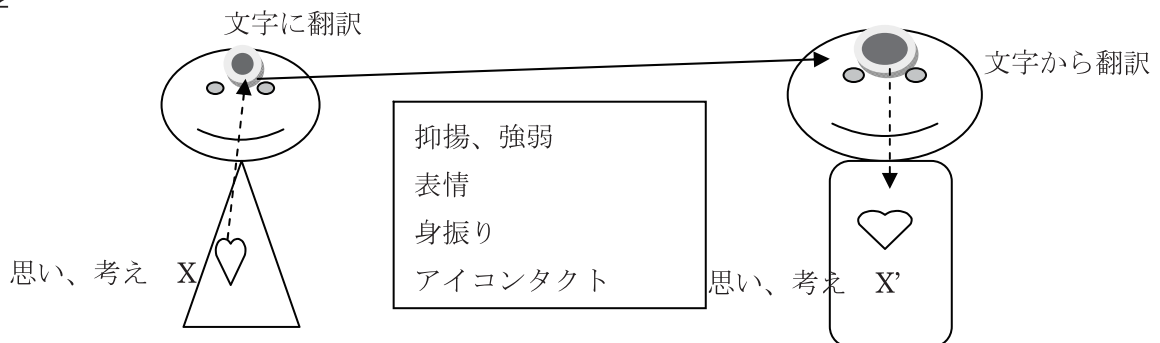 文字に翻訳
文字から翻訳
抑揚、強弱
表情
身振り
アイコンタクト
思い、考え　X
思い、考え　X’